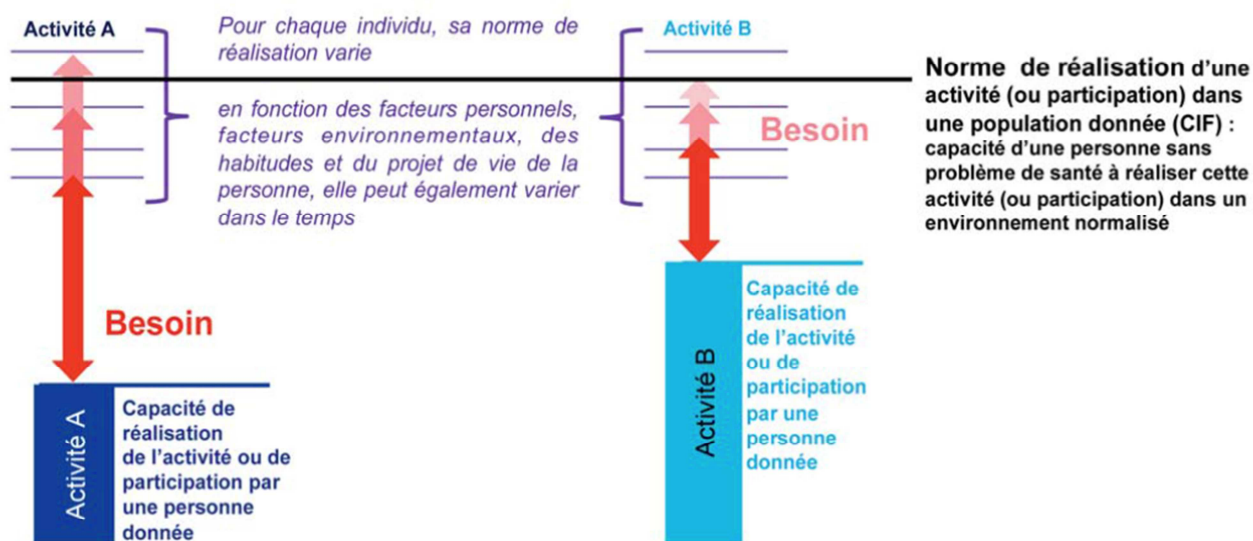 Activité A
Pour chaque individu, sa norme de
réalisation varie
en fonction des facteurs personnels,
facteurs environnementaux, des
habitudes et du projet de vie de la
personne, elle peut également varier
dans le temps
Activité B
Norme de réalisation d'une
activité (ou participation) dans
une population donnée (CIF) :
capacité d'une personne sans
problème de santé à réaliser cette
activité (ou participation) dans un
environnement normalisé
Besoin
Besoin
Activité A
Capacité de
réalisation
de l'activité ou de
participation par
une personne
donnée
Activité B
Capacité de
réalisation
de l'activité
ou de
participation
par une
personne
donnée